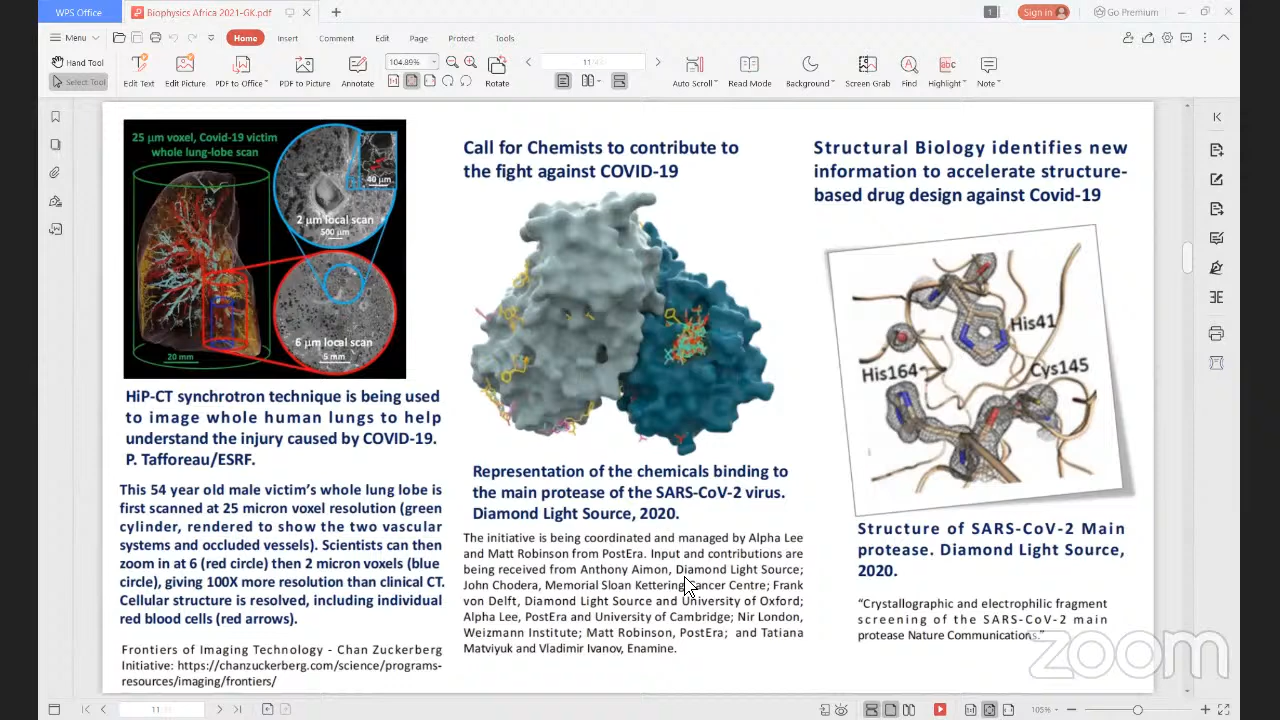 WPS Office
Biophysics Africa 2021-GK.pdf
1
Sign in
Go Premium
Menu
Home
Insert
Comment
Edit
Page
Protect
Tools
Hand Tool
Select Tool
Edit Text
Edit Picture
PDF to Office
PDF to Picture
Annotate
104.89%
Rotate
11
Auto Scroll
Read Mode
Background
Screen Grab
Find
Highlight
Note
25 μm voxel, Covid-19 victim
whole lung-lobe scan
40 μm
2 μm local scan
500 μm
6 μm local scan
5 mm
20 mm
HiP-CT synchrotron technique is being used
to image whole human lungs to help
understand the injury caused by COVID-19.
P. Tafforeau/ESRF.
This 54 year old male victim's whole lung lobe is
first scanned at 25 micron voxel resolution (green
cylinder, rendered to show the two vascular
systems and occluded vessels). Scientists can then
zoom in at 6 (red circle) then 2 micron voxels (blue
circle), giving 100X more resolution than clinical CT.
Cellular structure is resolved, including individual
red blood cells (red arrows).
Frontiers of Imaging Technology - Chan Zuckerberg
Initiative: https://chanzuckerberg.com/science/programs-
resources/imaging/frontiers/
Call for Chemists to contribute to
the fight against COVID-19
Representation of the chemicals binding to
the main protease of the SARS-CoV-2 virus.
Diamond Light Source, 2020.
The initiative is being coordinated and managed by Alpha Lee
and Matt Robinson from PostEra. Input and contributions are
being received from Anthony Aimon, Diamond Light Source;
John Chodera, Memorial Sloan Kettering Cancer Centre; Frank
von Delft, Diamond Light Source and University of Oxford;
Alpha Lee, PostEra and University of Cambridge; Nir London,
Weizmann Institute; Matt Robinson, PostEra; and Tatiana
Matviyuk and Vladimir Ivanov, Enamine.
Structural Biology identifies new
information to accelerate structure-
based drug design against Covid-19
His41
His164
Cys145
Structure of SARS-CoV-2 Main
protease. Diamond Light Source,
2020.
"Crystallographic and electrophilic fragment
screening of the SARS-CoV-2 main
protease Nature Communications."
zoom
11
105%